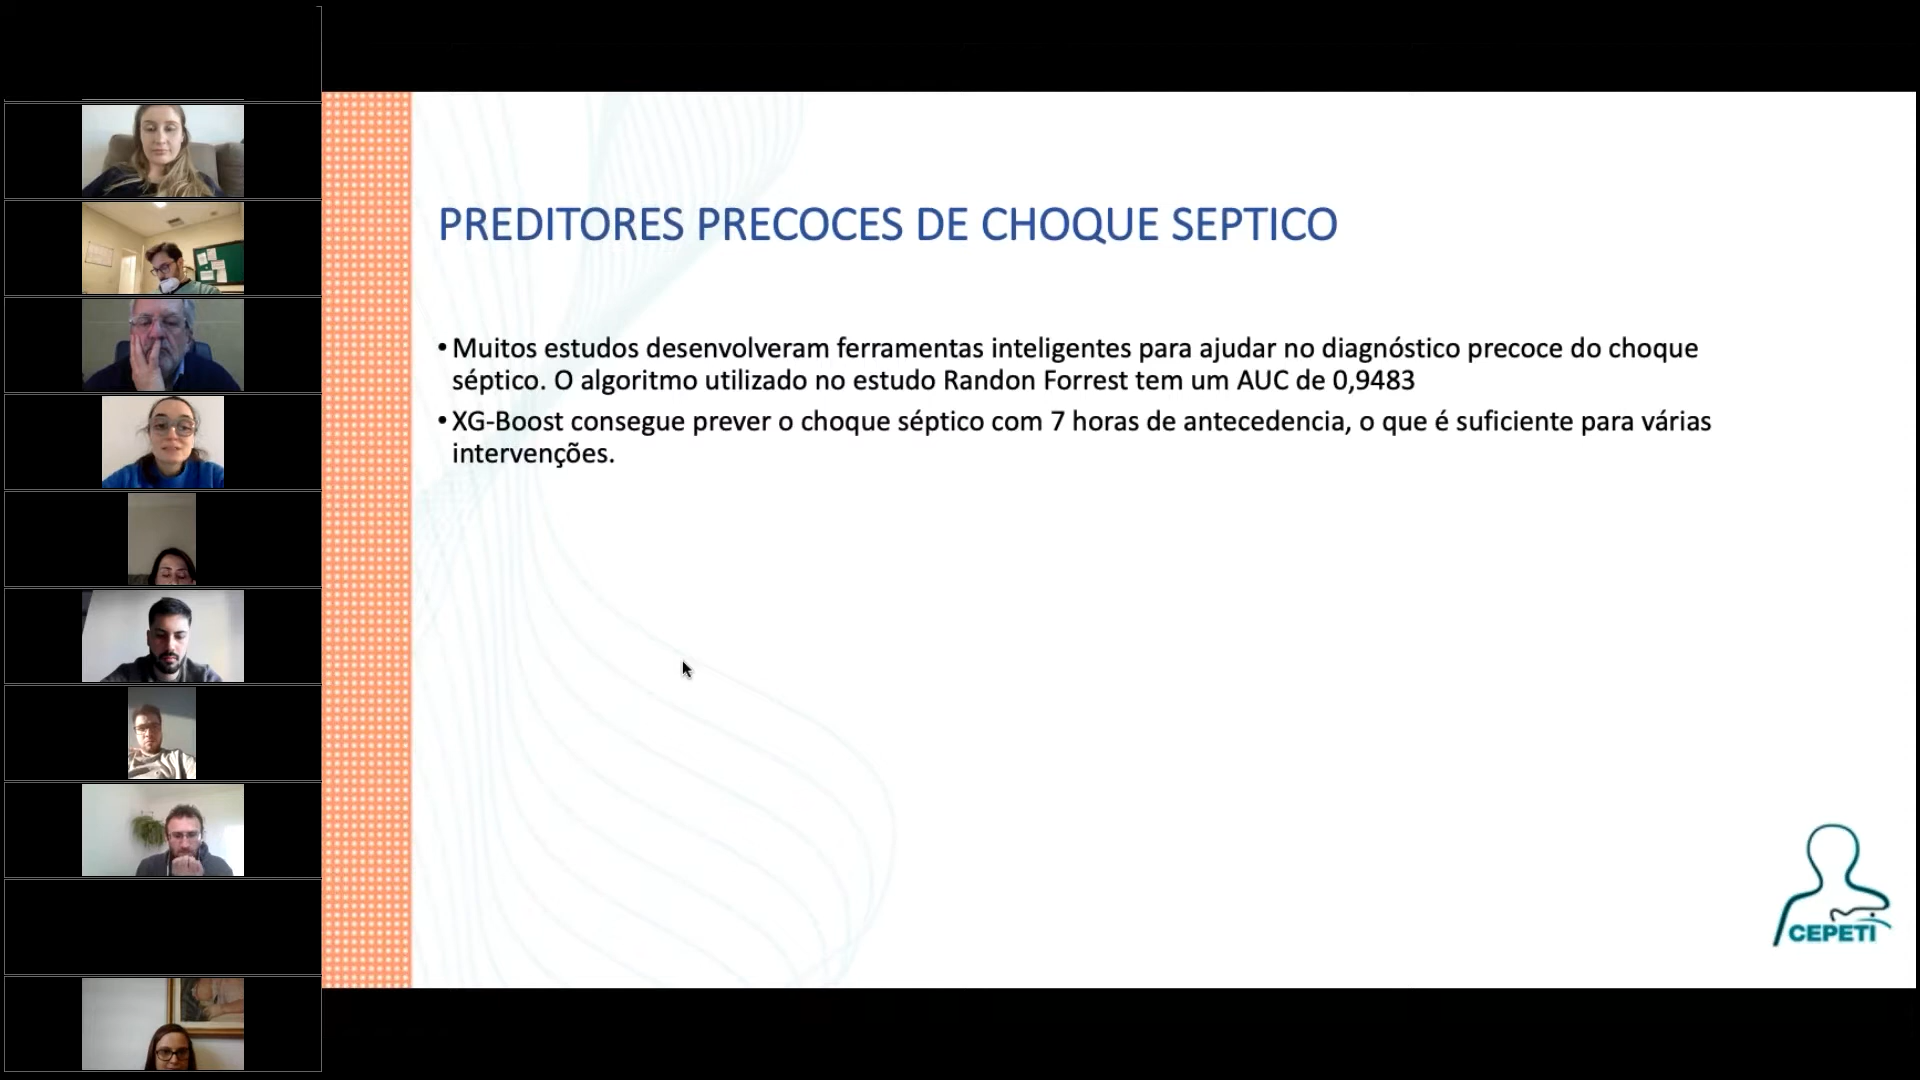 PREDITORES PRECOCES DE CHOQUE SEPTICO
• Muitos estudos desenvolveram ferramentas inteligentes para ajudar no diagnóstico precoce do choque
séptico. O algoritmo utilizado no estudo Randon Forrest tem um AUC de 0,9483
• XG-Boost consegue prever o choque séptico com 7 horas de antecedencia, o que é suficiente para várias
intervenções.
CEPETI